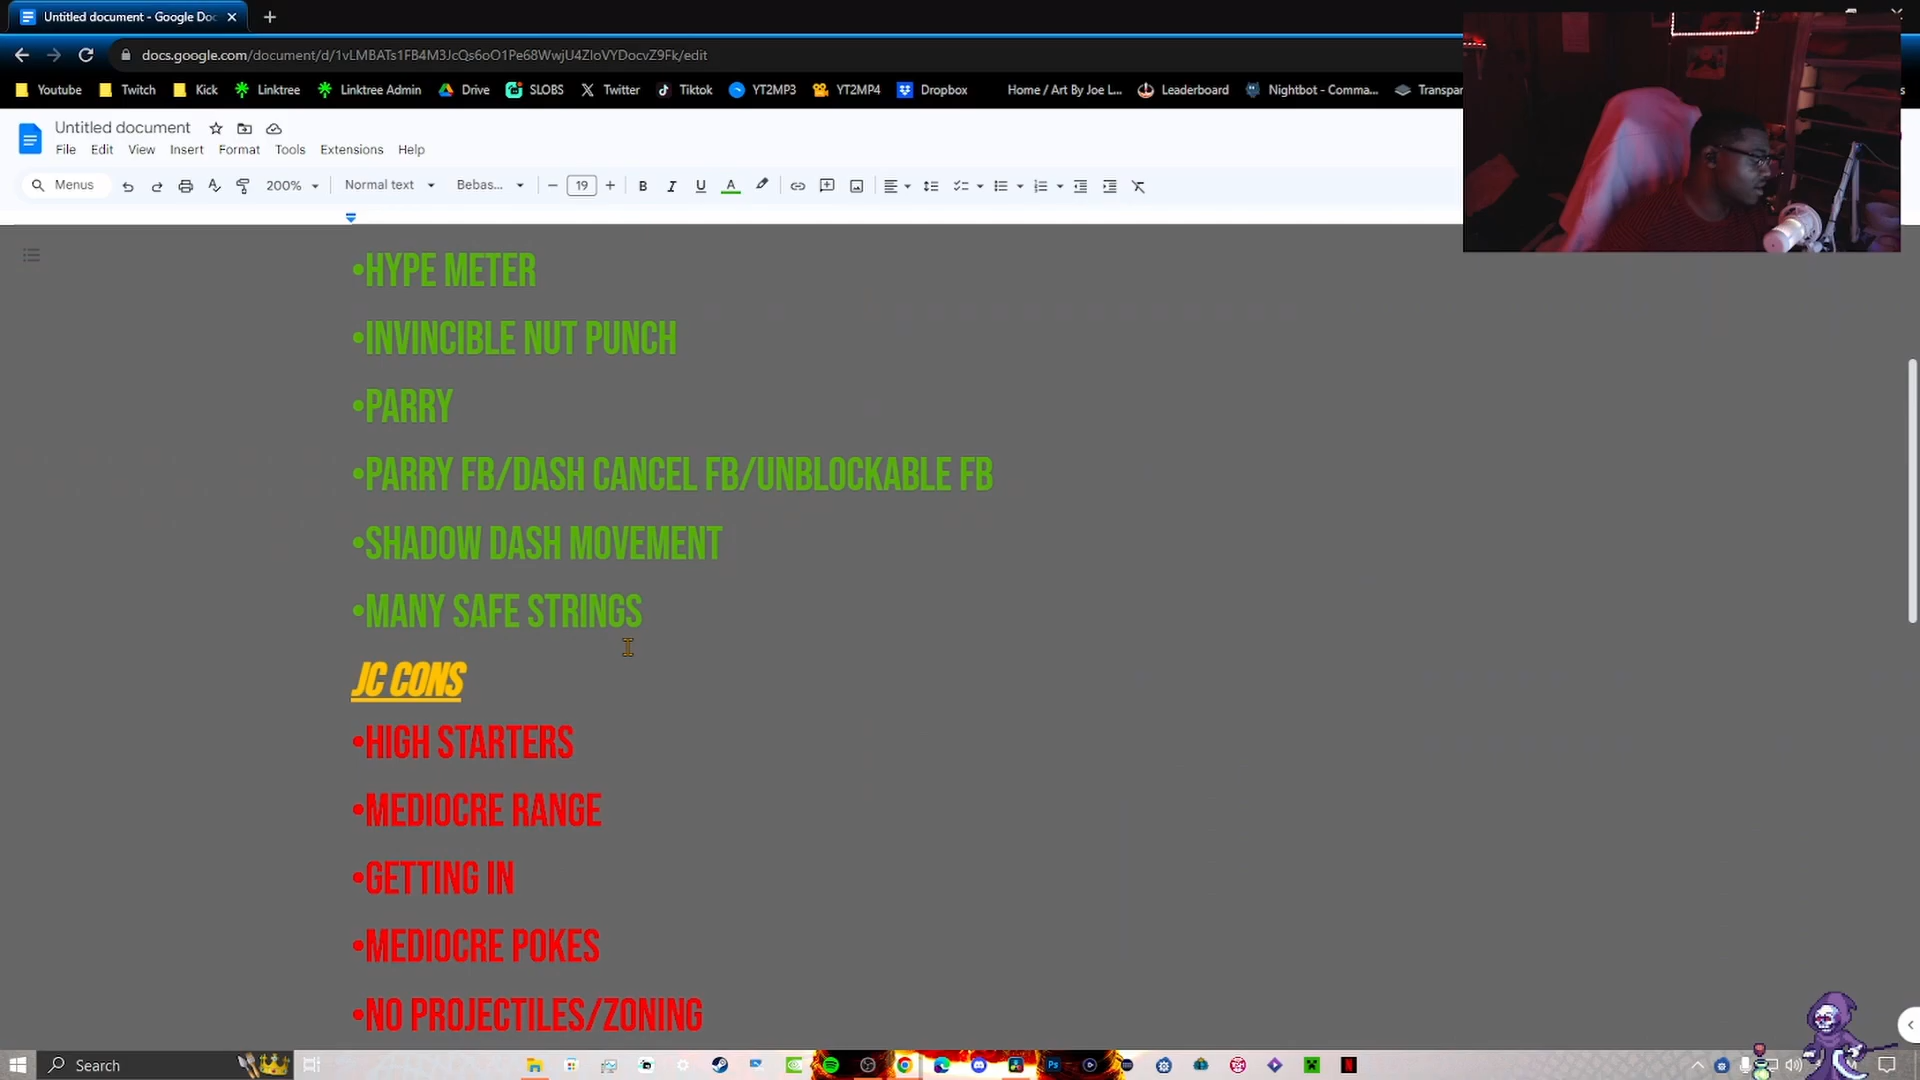 Untitled document - Google Doc
docs.google.com/document/d/1vLMBATs1FB4M3JcQs6oO1Pe68WwjU4ZIoVYDocvZ9Fk/edit
Youtube Twitch Kick Linktree Linktree Admin Drive SLOBS Twitter Tiktok YT2MP3 YT2MP4 Dropbox Home / Art By Joe L... Leaderboard Nightbot - Comma... Transpar
Untitled document
File Edit View Insert Format Tools Extensions Help
Menus 200% Normal text Bebas... 19
•HYPE METER
•INVINCIBLE NUT PUNCH
•PARRY
•PARRY FB/DASH CANCEL FB/UNBLOCKABLE FB
•SHADOW DASH MOVEMENT
•MANY SAFE STRINGS
JC CONS
•HIGH STARTERS
•MEDIOCRE RANGE
•GETTING IN
•MEDIOCRE POKES
•NO PROJECTILES/ZONING
Search